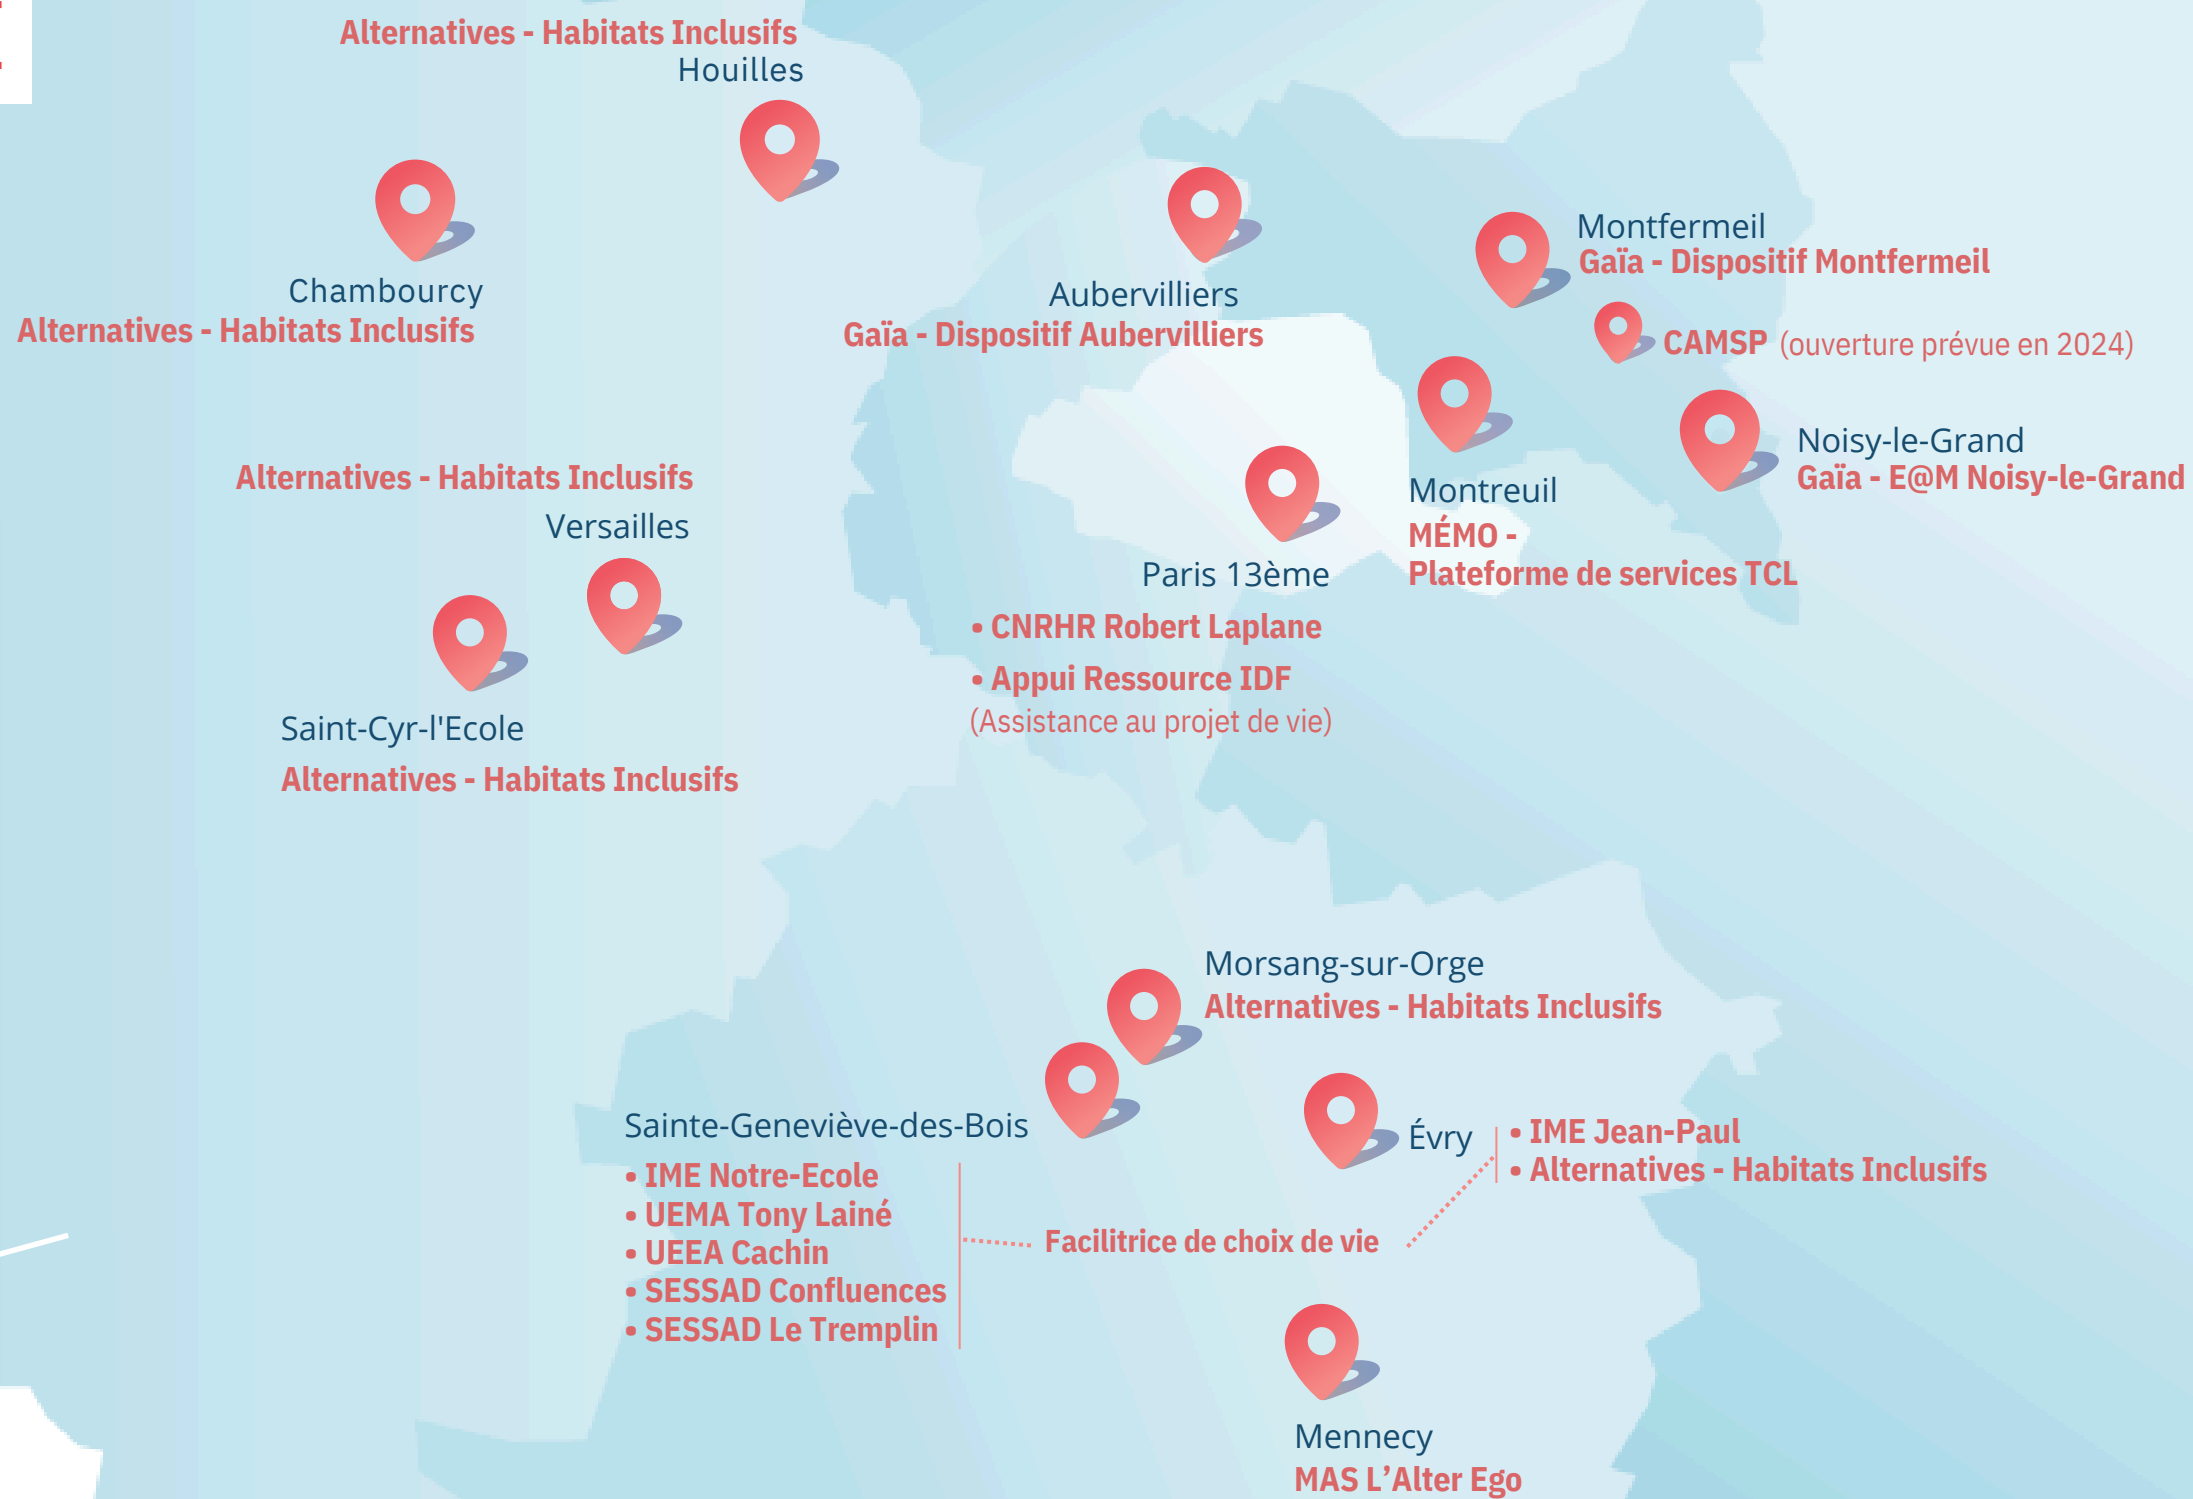 Alternatives - Habitats Inclusifs
Houilles
Chambourcy
Alternatives - Habitats Inclusifs
Aubervilliers
Gaïa - Dispositif Aubervilliers
Montfermeil
Gaïa - Dispositif Montfermeil
CAMSP (ouverture prévue en 2024)
Noisy-le-Grand
Gaïa - E@M Noisy-le-Grand
Montreuil
MÉMO -
Plateforme de services TCL
Alternatives - Habitats Inclusifs
Versailles
Paris 13ème
• CNRHR Robert Laplane
• Appui Ressource IDF
(Assistance au projet de vie)
Saint-Cyr-l'Ecole
Alternatives - Habitats Inclusifs
Morsang-sur-Orge
Alternatives - Habitats Inclusifs
Sainte-Geneviève-des-Bois
• IME Notre-Ecole
• UEMA Tony Lainé
• UEEA Cachin
• SESSAD Confluences
• SESSAD Le Tremplin
Facilitrice de choix de vie
Évry
• IME Jean-Paul
• Alternatives - Habitats Inclusifs
Mennecy
MAS L’Alter Ego